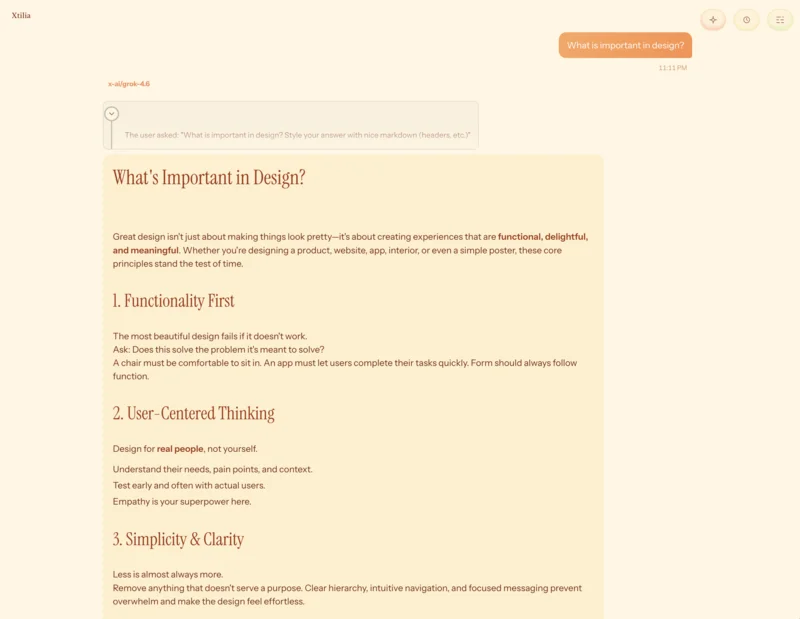 Xtilia
What is important in design?
11:11 PM
x-ai/grok-4.6
The user asked: "What is important in design? Style your answer with nice markdown (headers, etc.)"
What's Important in Design?
Great design isn't just about making things look pretty—it's about creating experiences that are functional, delightful,
and meaningful. Whether you're designing a product, website, app, interior, or even a simple poster, these core
principles stand the test of time.
1. Functionality First
The most beautiful design fails if it doesn't work.
Ask: Does this solve the problem it's meant to solve?
A chair must be comfortable to sit in. An app must let users complete their tasks quickly. Form should always follow
function.
2. User-Centered Thinking
Design for real people, not yourself.
Understand their needs, pain points, and context.
Test early and often with actual users.
Empathy is your superpower here.
3. Simplicity & Clarity
Less is almost always more.
Remove anything that doesn't serve a purpose. Clear hierarchy, intuitive navigation, and focused messaging prevent
overwhelm and make the design feel effortless.